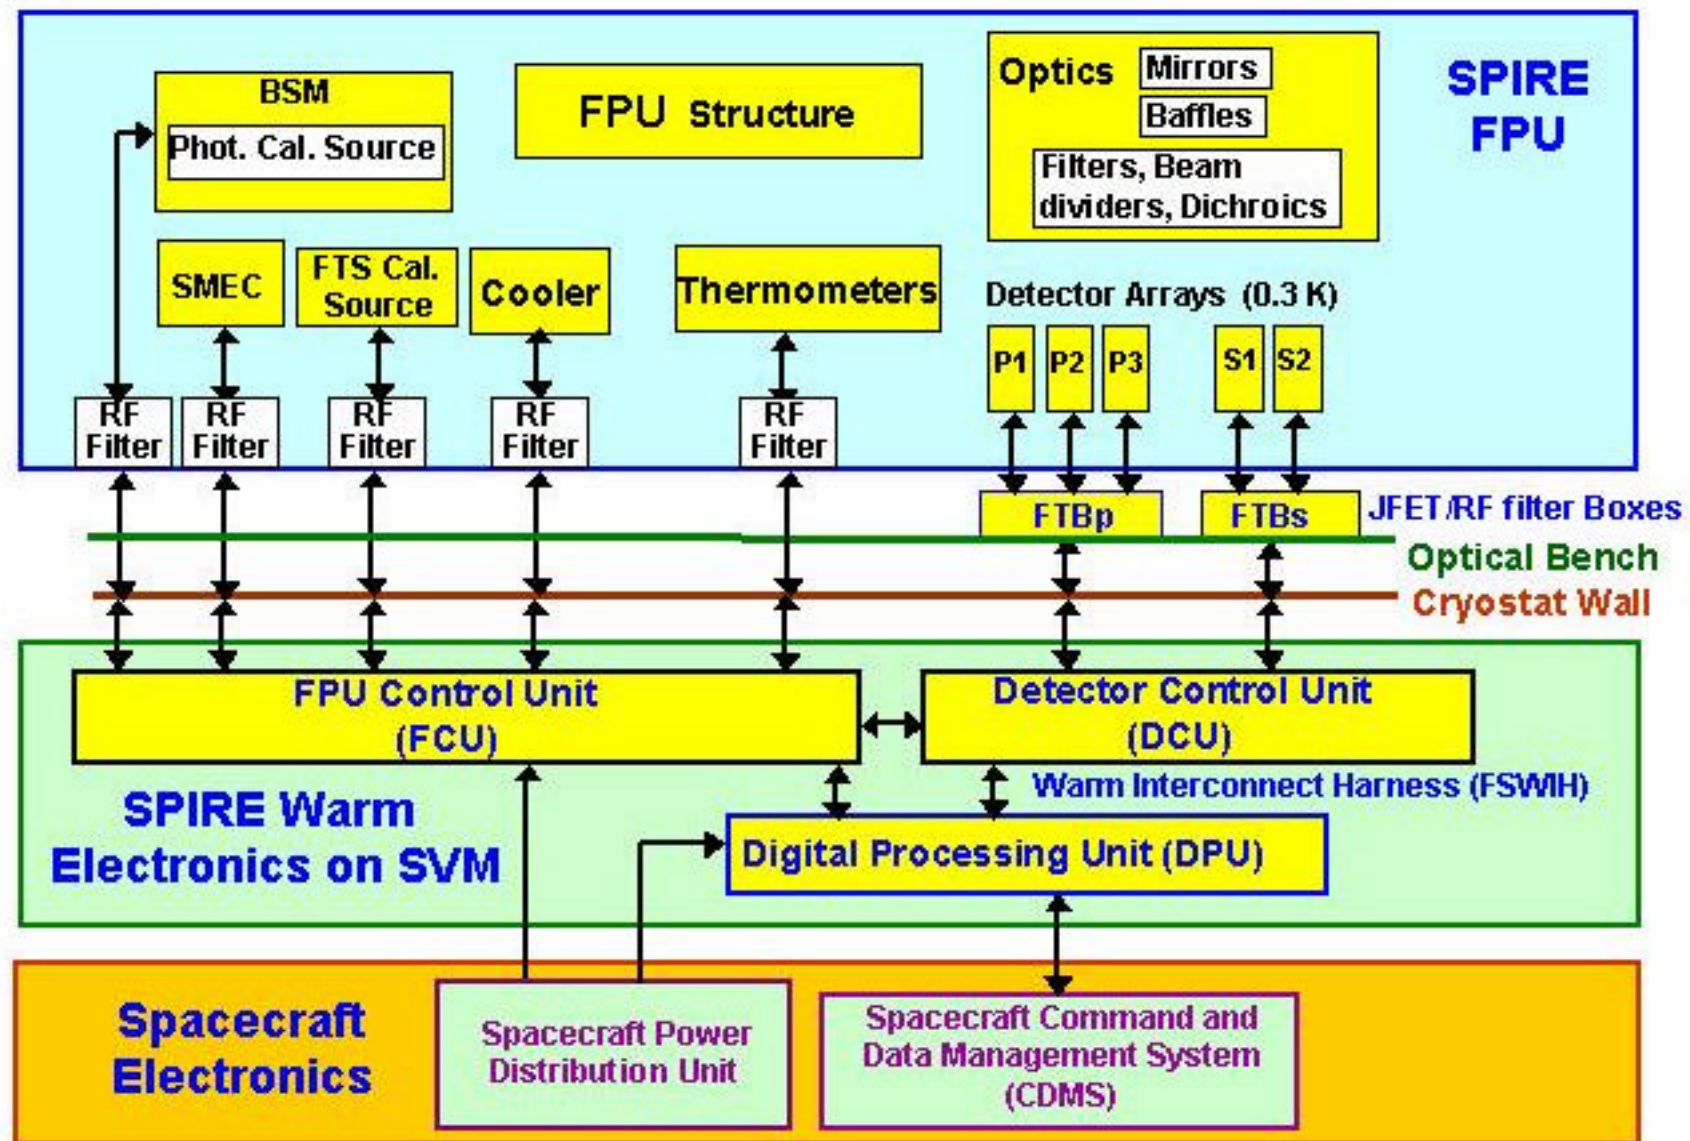 BSM
Phot. Cal. Source
FPU Structure
Optics
Mirrors
Baffles
Filters, Beam
dividers, Dichroics
SPIRE
FPU
SMEC
FTS Cal.
Source
Cooler
Thermometers
Detector Arrays (0.3 K)
P1
P2
P3
S1
S2
RF
Filter
RF
Filter
RF
Filter
RF
Filter
RF
Filter
FTBp
FTBs
JFET/RF filter Boxes
Optical Bench
Cryostat Wall
FPU Control Unit
(FCU)
Detector Control Unit
(DCU)
Warm Interconnect Harness (FSWIH)
SPIRE Warm
Electronics on SVM
Digital Processing Unit (DPU)
Spacecraft
Electronics
Spacecraft Power
Distribution Unit
Spacecraft Command and
Data Management System
(CDMS)